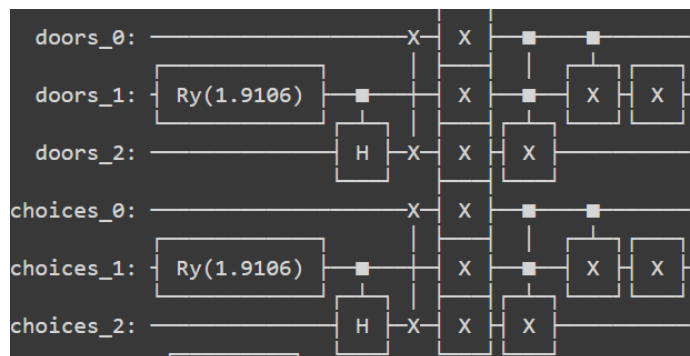 doors_0: X X
doors_1: Ry(1.9106) X X X
doors_2: H X X X
choices_0: X X
choices_1: Ry(1.9106) X X X
choices_2: H X X X